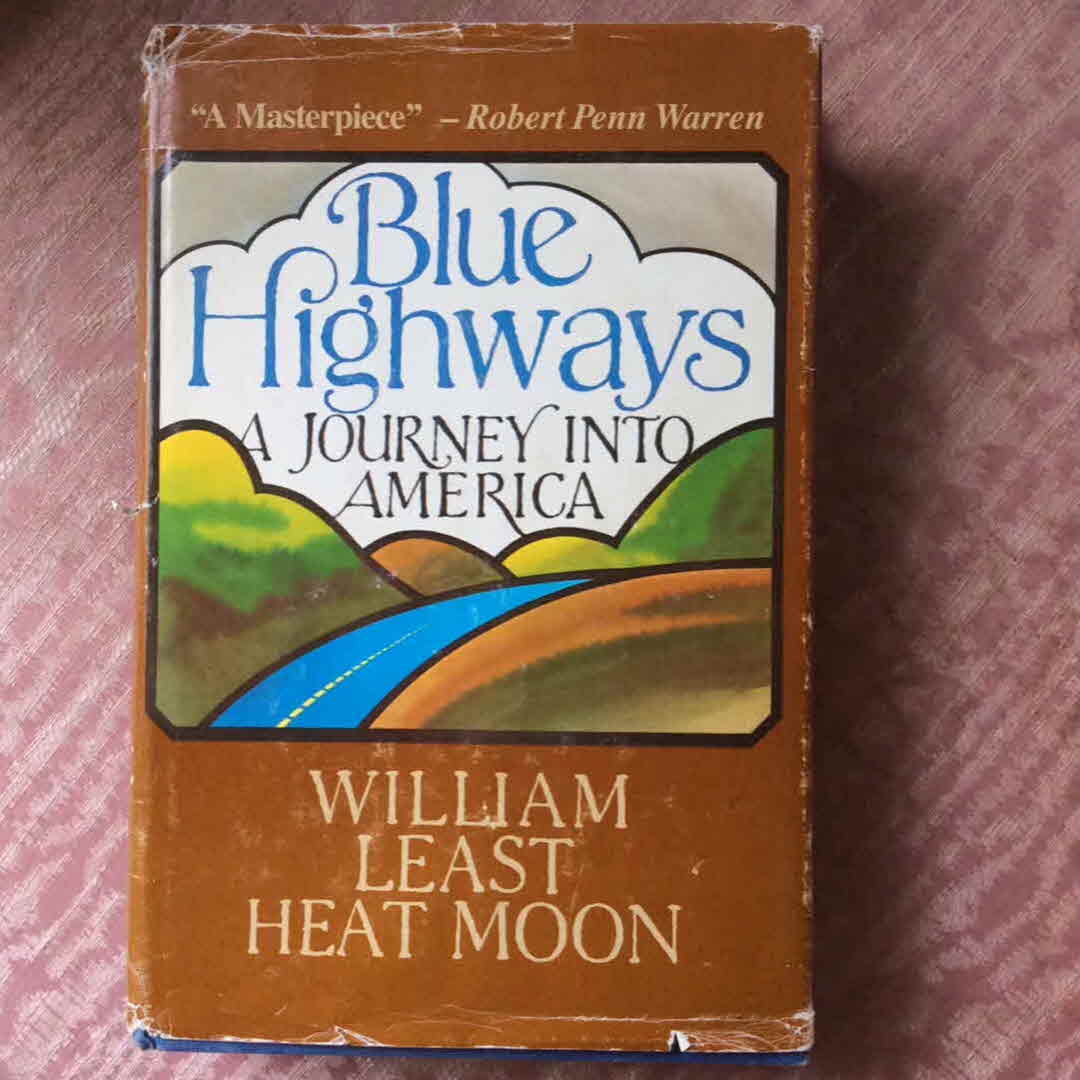 “A Masterpiece” – Robert Penn Warren
Blue
Highways
A JOURNEY INTO
AMERICA
WILLIAM
LEAST
HEAT MOON